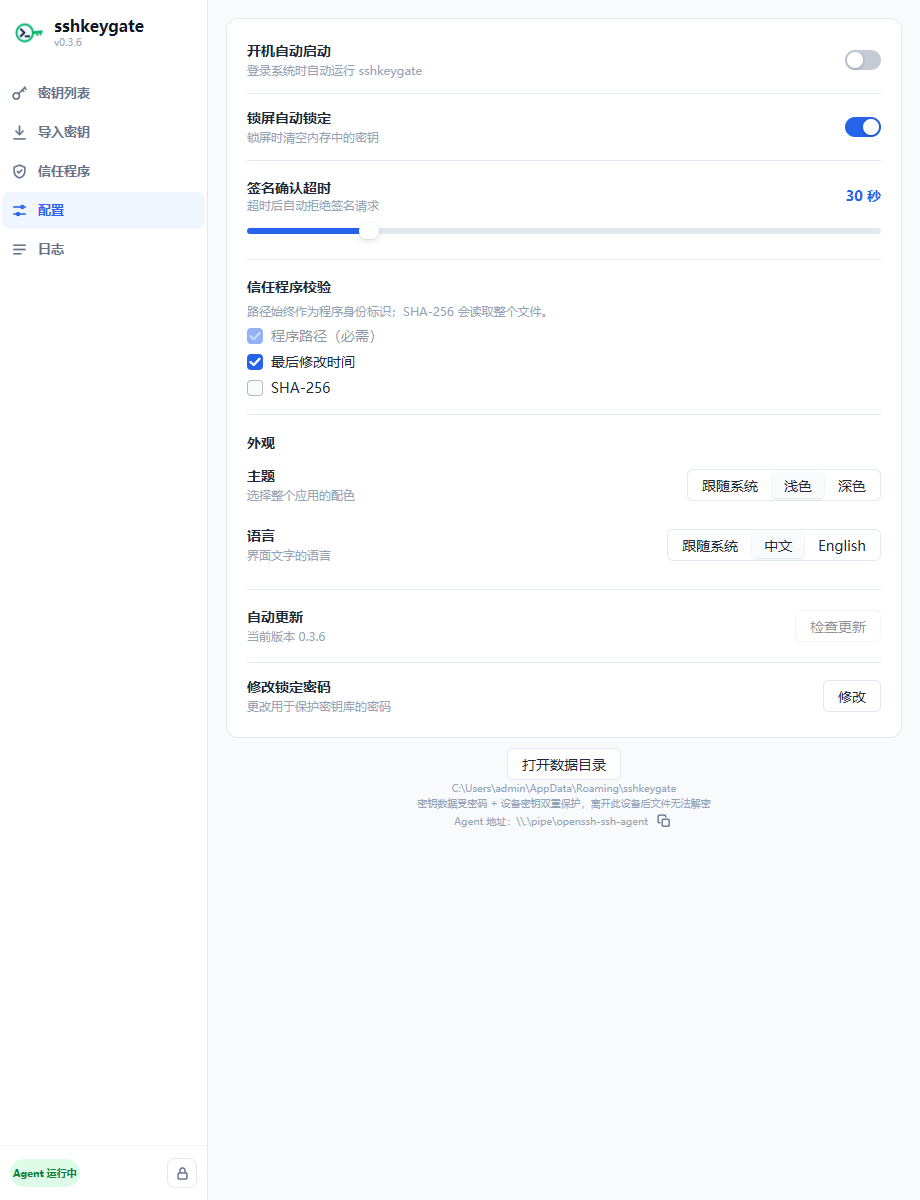 sshkeygate
v0.3.6
密钥列表
导入密钥
信任程序
配置
日志
开机自动启动
登录系统时自动运行 sshkeygate
锁屏自动锁定
锁屏时清空内存中的密钥
签名确认超时
超时后自动拒绝签名请求
30 秒
信任程序校验
路径始终作为程序身份标识；SHA-256 会读取整个文件。
程序路径（必需）
最后修改时间
SHA-256
外观
主题
选择整个应用的配色
跟随系统 浅色 深色
语言
界面文字的语言
跟随系统 中文 English
自动更新
当前版本 0.3.6
检查更新
修改锁定密码
更改用于保护密钥库的密码
修改
打开数据目录
C:\Users\admin\AppData\Roaming\sshkeygate
密钥数据受密码 + 设备密钥双重保护，离开此设备后文件无法解密
Agent 地址：\\.\pipe\openssh-ssh-agent
Agent 运行中